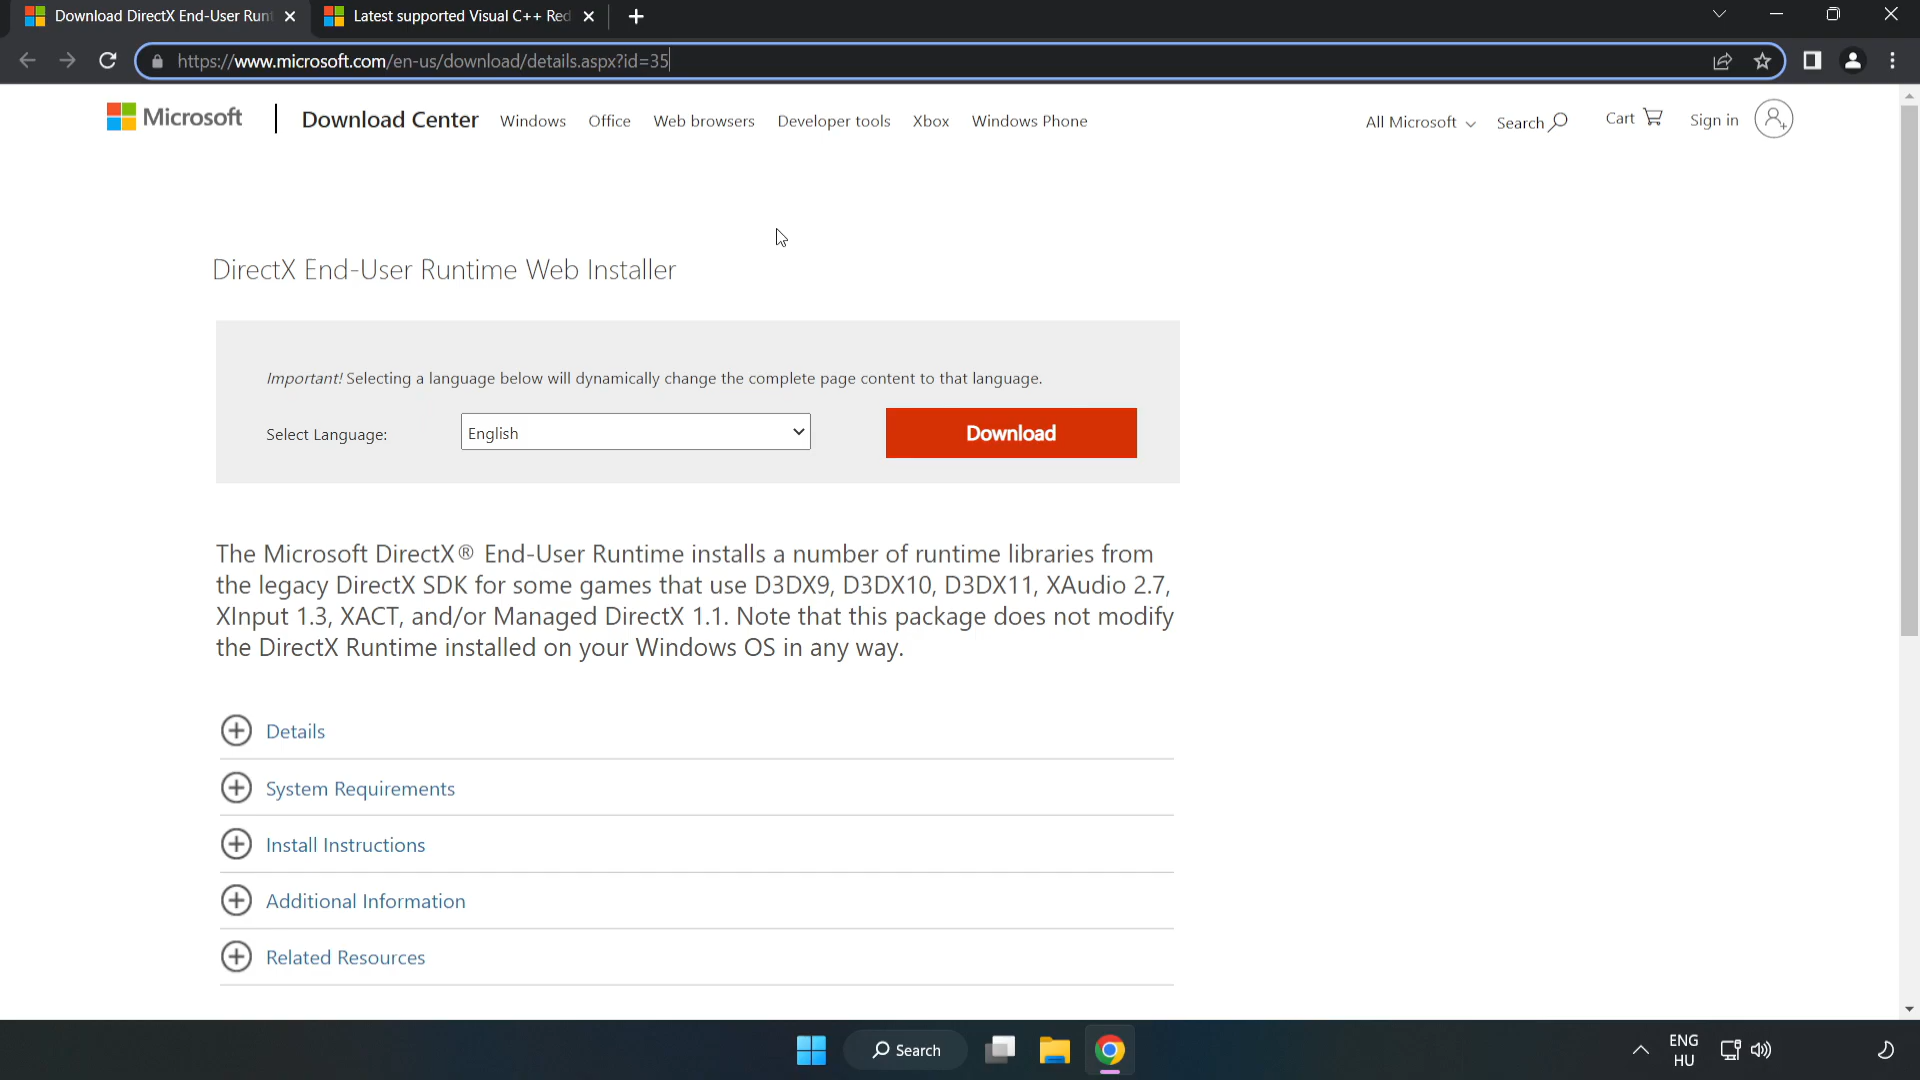 Download DirectX End-User Runt
Latest supported Visual C++ Red
https://www.microsoft.com/en-us/download/details.aspx?id=35
Microsoft
Download Center
Windows
Office
Web browsers
Developer tools
Xbox
Windows Phone
All Microsoft
Search
Cart
Sign in
DirectX End-User Runtime Web Installer
Important! Selecting a language below will dynamically change the complete page content to that language.
Select Language:
English
Download
The Microsoft DirectX® End-User Runtime installs a number of runtime libraries from
the legacy DirectX SDK for some games that use D3DX9, D3DX10, D3DX11, XAudio 2.7,
XInput 1.3, XACT, and/or Managed DirectX 1.1. Note that this package does not modify
the DirectX Runtime installed on your Windows OS in any way.
Details
System Requirements
Install Instructions
Additional Information
Related Resources
Search
ENG
HU